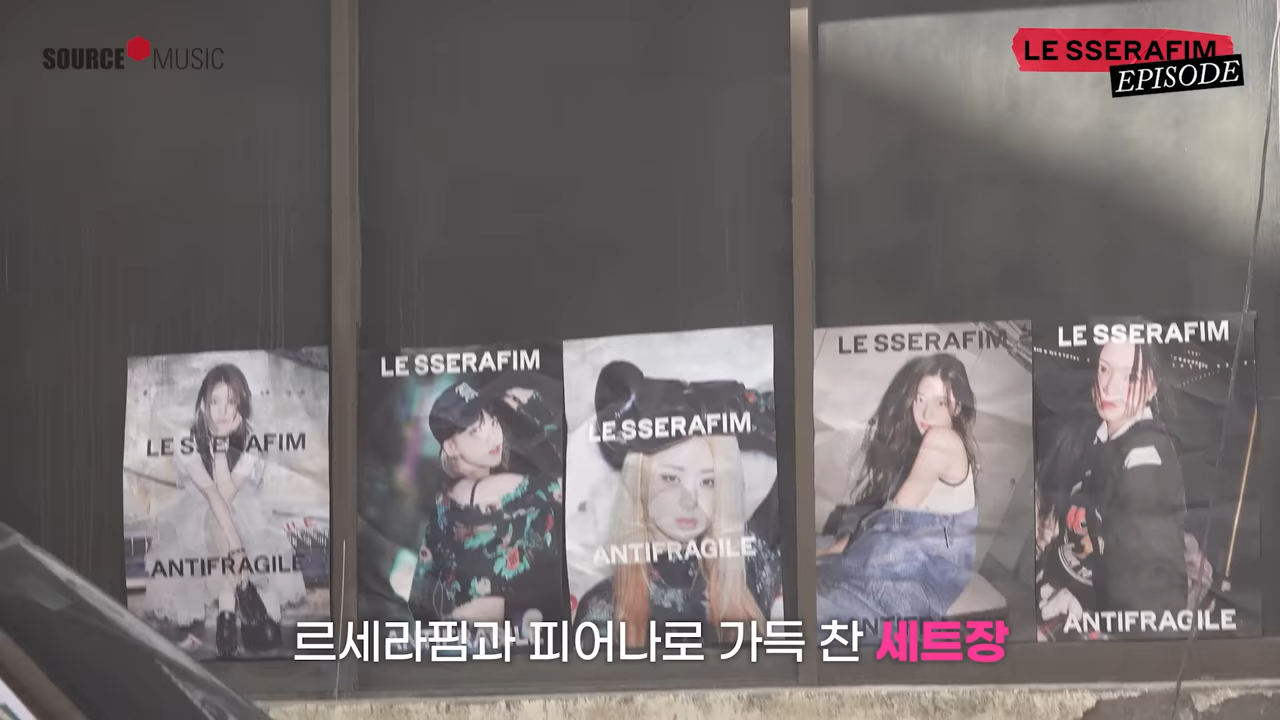 SOURCE MUSIC
LE SSERAFIM
EPISODE
LE SSERAFIM
ANTIFRAGILE
LE SSERAFIM
LE SSERAFIM
ANTIFRAGILE
LE SSERAFIM
LE SSERAFIM
ANTIFRAGILE
르세라핌과 피어나로 가득 찬 세트장